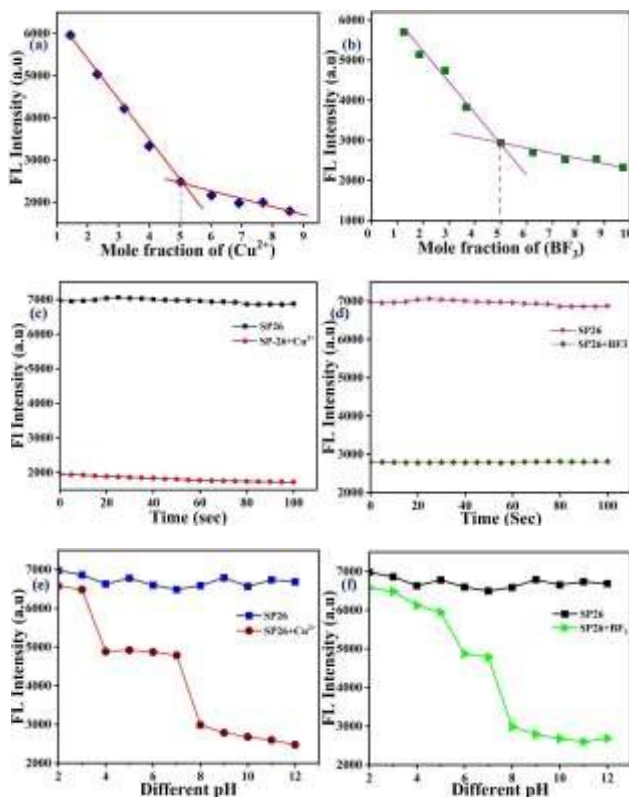 (a)
FL Intensity (a.u)
6000
5000
4000
3000
2000
1 2 3 4 5 6 7 8 9
Mole fraction of (Cu2+)
(b)
FL Intensity (a.u)
6000
5000
4000
3000
2000
1000
0 1 2 3 4 5 6 7 8 9 10
Mole fraction of (BF3)
(c)
Fl Intensity (a.u)
7000
6000
5000
4000
3000
2000
SP26
SP-26+Cu2+
0 20 40 60 80 100
Time (sec)
(d)
FL Intensity (a.u)
7000
6000
5000
4000
3000
2000
SP26
SP26+BF3
0 20 40 60 80 100
Time (Sec)
(e)
FL Intensity (a.u)
7000
6000
5000
4000
3000
2000
SP26
SP26+Cu2+
2 4 6 8 10 12
Different pH
(f)
FL Intensity (a.u)
7000
6000
5000
4000
3000
2000
SP26
SP26+BF3
2 4 6 8 10 12
Different pH